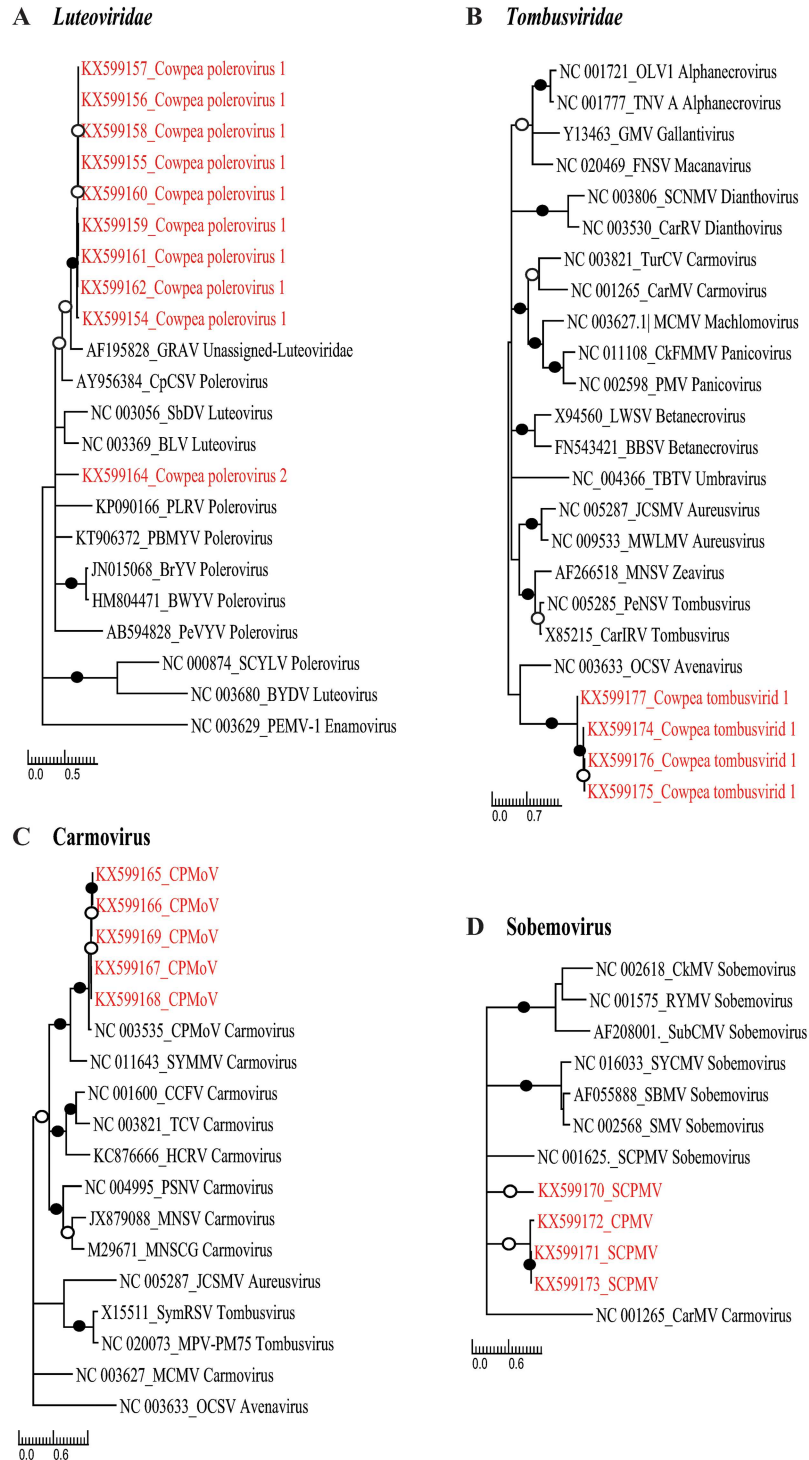 A Luteoviridae
KX599157_Cowpea polerovirus 1
KX599156_Cowpea polerovirus 1
KX599158_Cowpea polerovirus 1
KX599155_Cowpea polerovirus 1
KX599160_Cowpea polerovirus 1
KX599159_Cowpea polerovirus 1
KX599161_Cowpea polerovirus 1
KX599162_Cowpea polerovirus 1
KX599154_Cowpea polerovirus 1
AF195828_GRAV Unassigned-Luteoviridae
AY956384_CpCSV Polerovirus
NC 003056_SbDV Luteovirus
NC 003369_BLV Luteovirus
KX599164_Cowpea polerovirus 2
KP090166_PLRV Polerovirus
KT906372_PBMYV Polerovirus
JN015068_BrYV Polerovirus
HM804471_BWYV Polerovirus
AB594828_PeVYV Polerovirus
NC 000874_SCYLV Polerovirus
NC 003680_BYDV Luteovirus
NC 003629_PEMV-1 Enamovirus
0.0 0.5
B Tombusviridae
NC 001721_OLV1 Alphanecrovirus
NC 001777_TNV A Alphanecrovirus
Y13463_GMV Gallantivirus
NC 020469_FNSV Macanavirus
NC 003806_SCNMV Dianthovirus
NC 003530_CarRV Dianthovirus
NC 003821_TurCV Carmovirus
NC 001265_CarMV Carmovirus
NC 003627.1| MCMV Machlomovirus
NC 011108_CkFMMV Panicovirus
NC 002598_PMV Panicovirus
X94560_LWSV Betanecrovirus
FN543421_BBSV Betanecrovirus
NC_004366_TBTV Umbravirus
NC 005287_JCSMV Aureusvirus
NC 009533_MWLMV Aureusvirus
AF266518_MNSV Zeavirus
NC 005285_PeNSV Tombusvirus
X85215_CarIRV Tombusvirus
NC 003633_OCSV Avenavirus
KX599177_Cowpea tombusvirid 1
KX599174_Cowpea tombusvirid 1
KX599176_Cowpea tombusvirid 1
KX599175_Cowpea tombusvirid 1
0.0 0.7
C Carmovirus
KX599165_CPMoV
KX599166_CPMoV
KX599169_CPMoV
KX599167_CPMoV
KX599168_CPMoV
NC 003535_CPMoV Carmovirus
NC 011643_SYMMV Carmovirus
NC 001600_CCFV Carmovirus
NC 003821_TCV Carmovirus
KC876666_HCRV Carmovirus
NC 004995_PSNV Carmovirus
JX879088_MNSV Carmovirus
M29671_MNSCG Carmovirus
NC 005287_JCSMV Aureusvirus
X15511_SymRSV Tombusvirus
NC 020073_MPV-PM75 Tombusvirus
NC 003627_MCMV Carmovirus
NC 003633_OCSV Avenavirus
0.0 0.6
D Sobemovirus
NC 002618_CkMV Sobemovirus
NC 001575_RYMV Sobemovirus
AF208001._SubCMV Sobemovirus
NC 016033_SYCMV Sobemovirus
AF055888_SBMV Sobemovirus
NC 002568_SMV Sobemovirus
NC 001625._SCPMV Sobemovirus
KX599170_SCPMV
KX599172_CPMV
KX599171_SCPMV
KX599173_SCPMV
NC 001265_CarMV Carmovirus
0.0 0.6